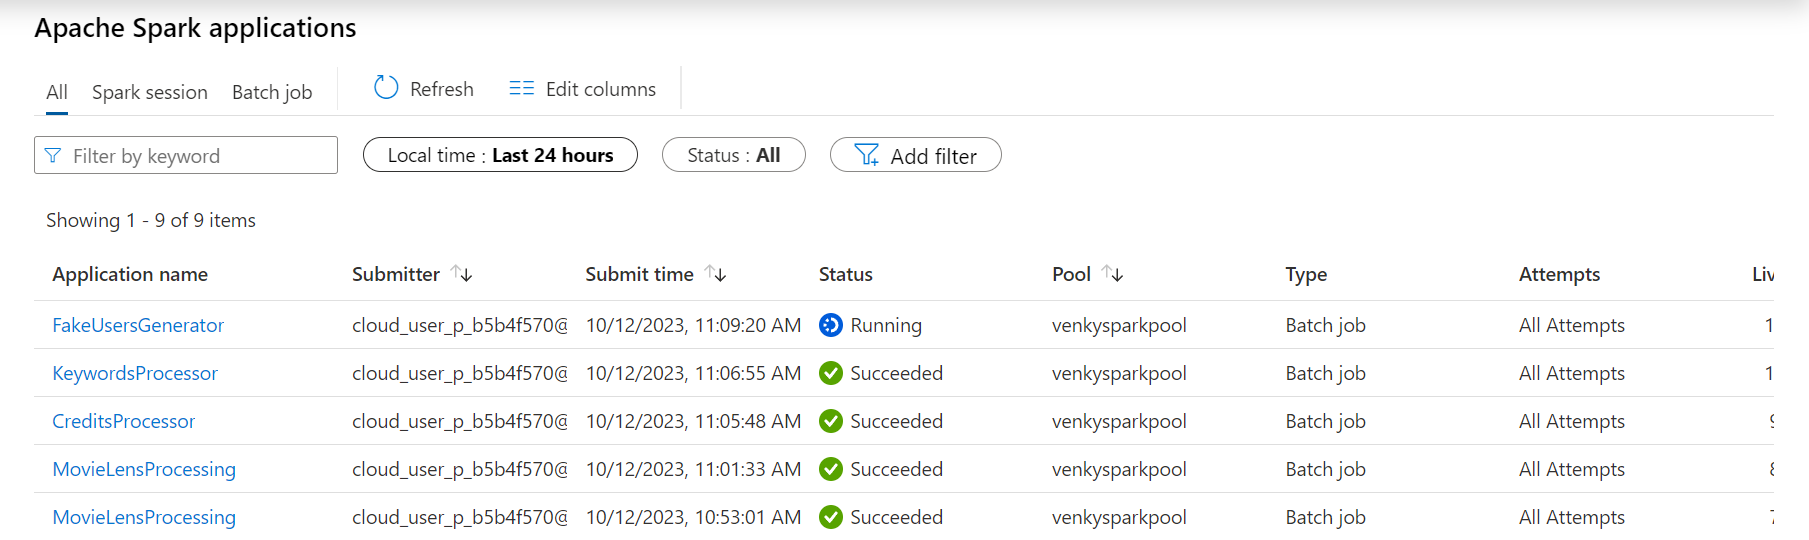 Apache Spark applications
All Spark session Batch job Refresh Edit columns
Filter by keyword Local time : Last 24 hours Status : All Add filter
Showing 1 - 9 of 9 items
Application name Submitter Submit time Status Pool Type Attempts Liv
FakeUsersGenerator cloud_user_p_b5b4f570@ 10/12/2023, 11:09:20 AM Running venkysparkpool Batch job All Attempts 1
KeywordsProcessor cloud_user_p_b5b4f570@ 10/12/2023, 11:06:55 AM Succeeded venkysparkpool Batch job All Attempts 1
CreditsProcessor cloud_user_p_b5b4f570@ 10/12/2023, 11:05:48 AM Succeeded venkysparkpool Batch job All Attempts
MovieLensProcessing cloud_user_p_b5b4f570@ 10/12/2023, 11:01:33 AM Succeeded venkysparkpool Batch job All Attempts
MovieLensProcessing cloud_user_p_b5b4f570@ 10/12/2023, 10:53:01 AM Succeeded venkysparkpool Batch job All Attempts